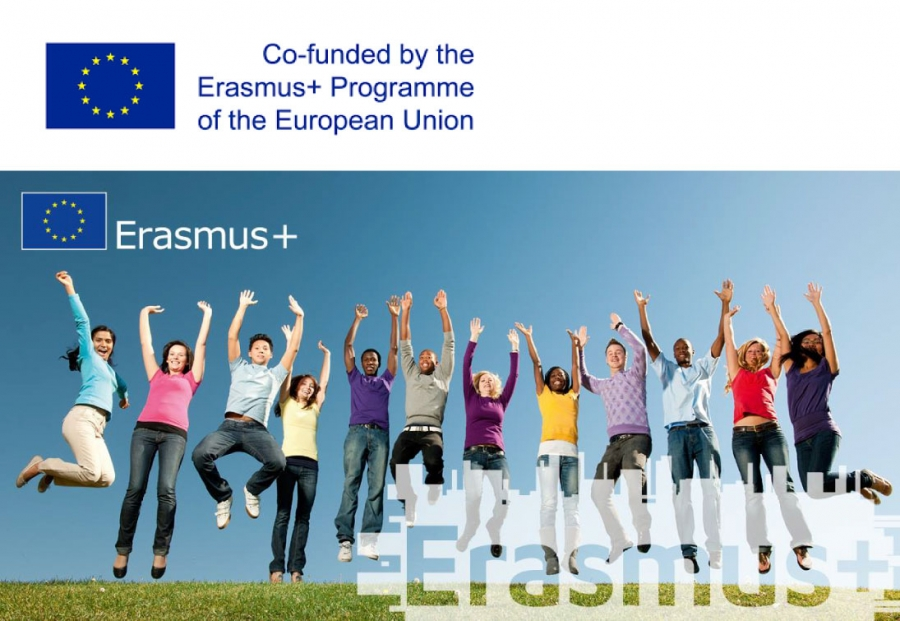 Co-funded by the
Erasmus+ Programme
of the European Union
Erasmus+
Erasmus+